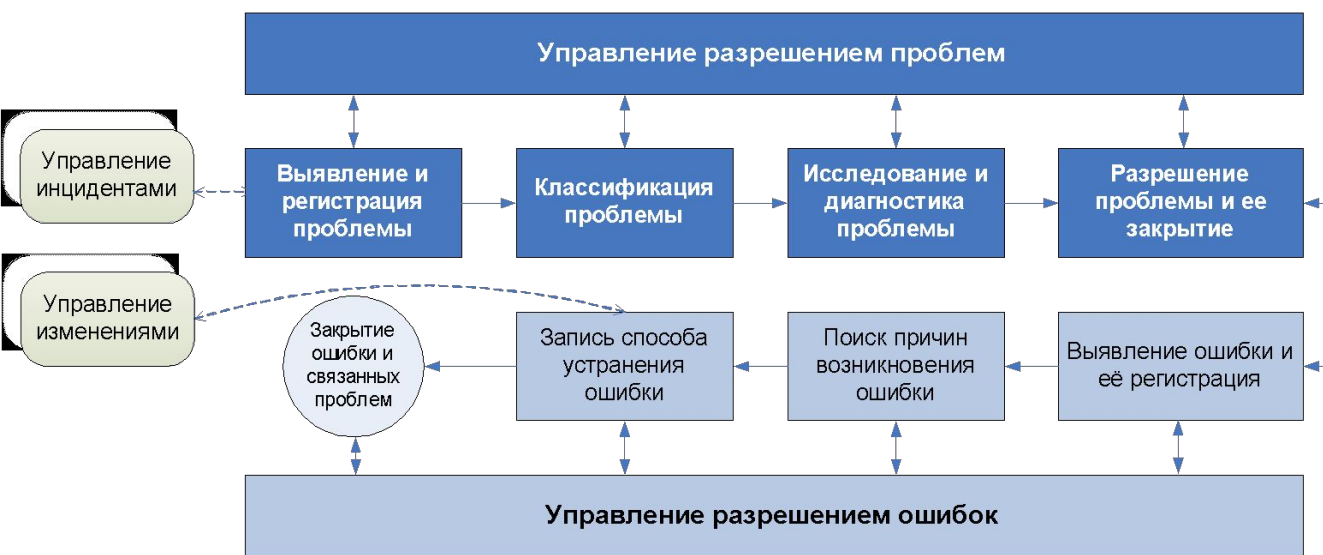 Управление разрешением проблем
Управление
инцидентами
Выявление и
регистрация
проблемы
Классификация
проблемы
Исследование и
диагностика
проблемы
Разрешение
проблемы и ее
закрытие
Управление
изменениями
Закрытие
ошибки и
связанных
проблем
Запись способа
устранения
ошибки
Поиск причин
возникновения
ошибки
Выявление ошибки и
её регистрация
Управление разрешением ошибок